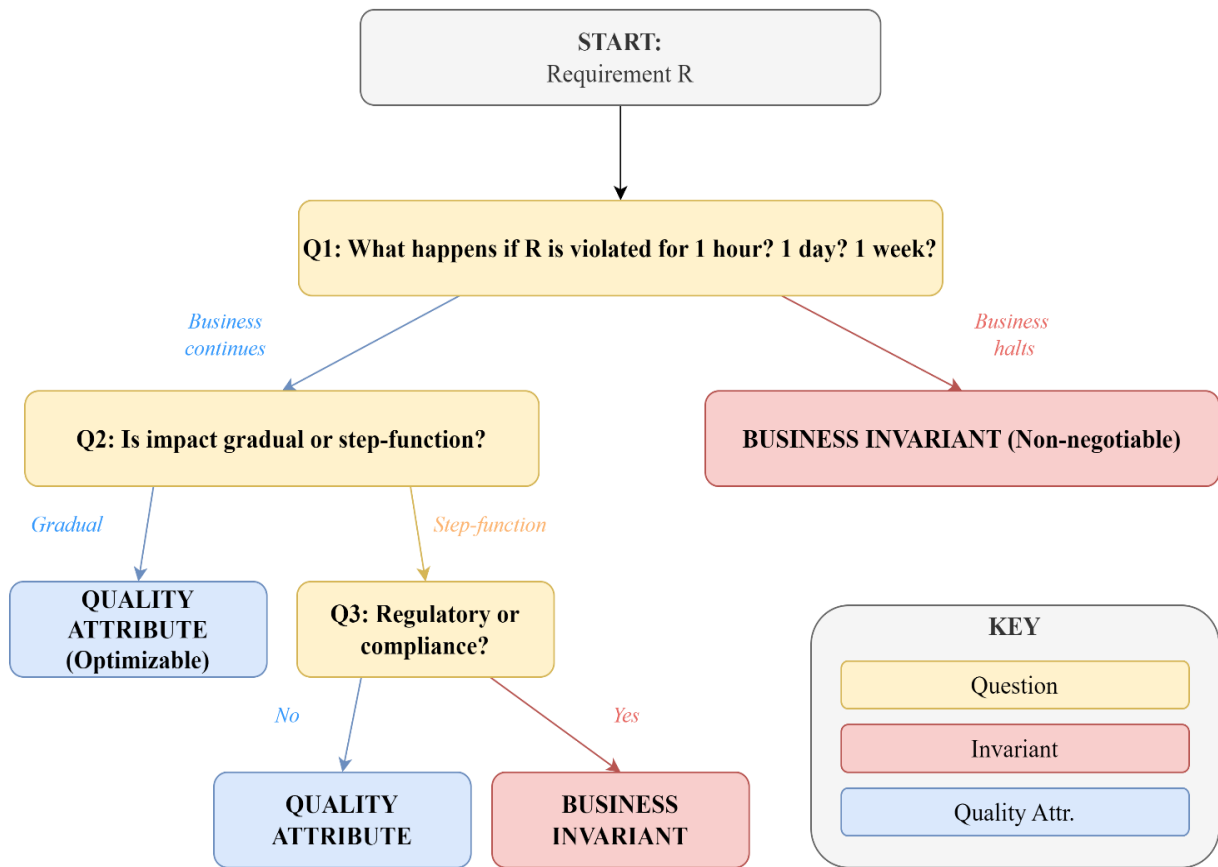 START:
Requirement R
Q1: What happens if R is violated for 1 hour? 1 day? 1 week?
Business
continues
Business
halts
Q2: Is impact gradual or step-function?
BUSINESS INVARIANT (Non-negotiable)
Gradual
Step-function
QUALITY
ATTRIBUTE
(Optimizable)
Q3: Regulatory or
compliance?
No
Yes
QUALITY
ATTRIBUTE
BUSINESS
INVARIANT
KEY
Question
Invariant
Quality Attr.